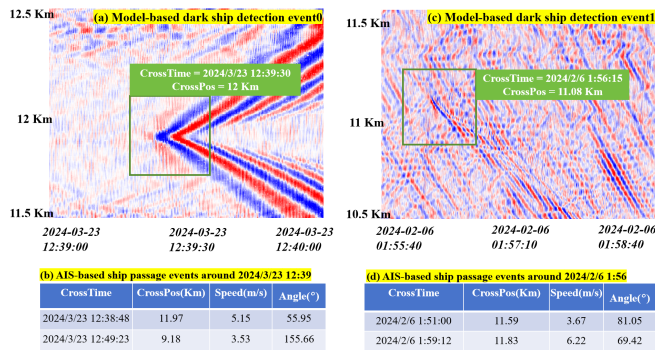 (a) Model-based dark ship detection event0
12.5 Km
12 Km
11.5 Km
CrossTime = 2024/3/23 12:39:30
CrossPos = 12 Km
2024-03-23
12:39:00
2024-03-23
12:39:30
2024-03-23
12:40:00
(b) AIS-based ship passage events around 2024/3/23 12:39
CrossTime CrossPos(Km) Speed(m/s) Angle(°)
2024/3/23 12:38:48 11.97 5.15 55.95
2024/3/23 12:49:23 9.18 3.53 155.66
(c) Model-based dark ship detection event1
11.5 Km
11 Km
10.5 Km
CrossTime = 2024/2/6 1:56:15
CrossPos = 11.08 Km
2024-02-06
01:55:40
2024-02-06
01:57:10
2024-02-06
01:58:40
(d) AIS-based ship passage events around 2024/2/6 1:56
CrossTime CrossPos(Km) Speed(m/s) Angle(°)
2024/2/6 1:51:00 11.59 3.67 81.05
2024/2/6 1:59:12 11.83 6.22 69.42